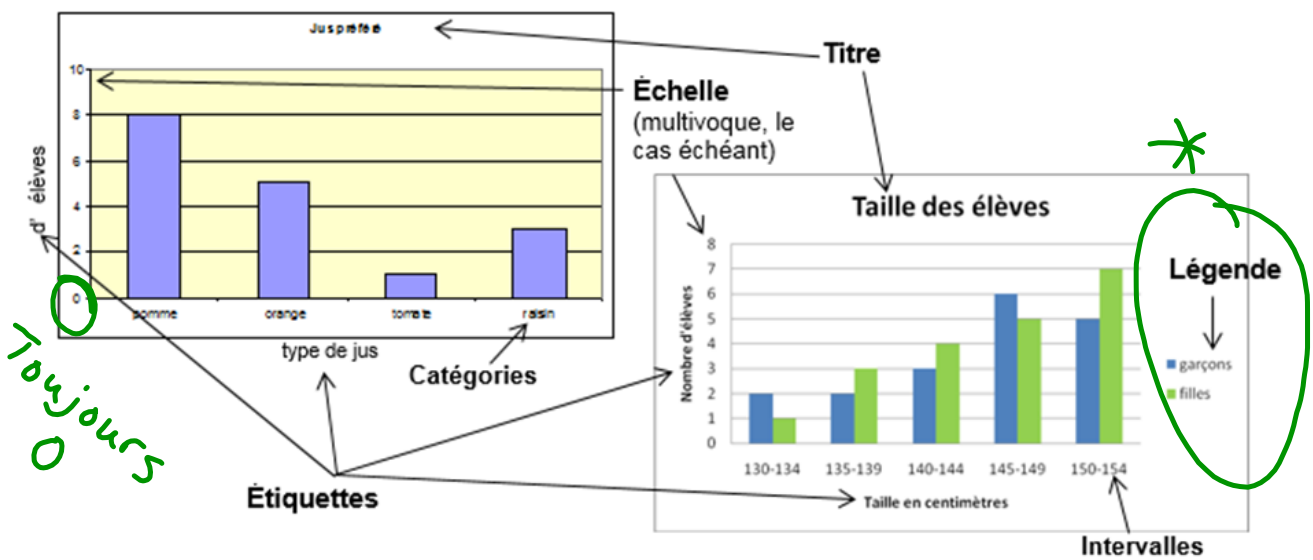 Jus préféré
Titre
10
8
6
4
2
0
d' élèves
pomme
orange
tomate
raisin
type de jus
Échelle
(multivoque, le
cas échéant)
Catégories
Toujours
0
Étiquettes
*
Taille des élèves
8
7
6
5
4
3
2
1
0
Nombre d'élèves
130-134
135-139
140-144
145-149
150-154
Taille en centimètres
Légende
garçons
filles
Intervalles